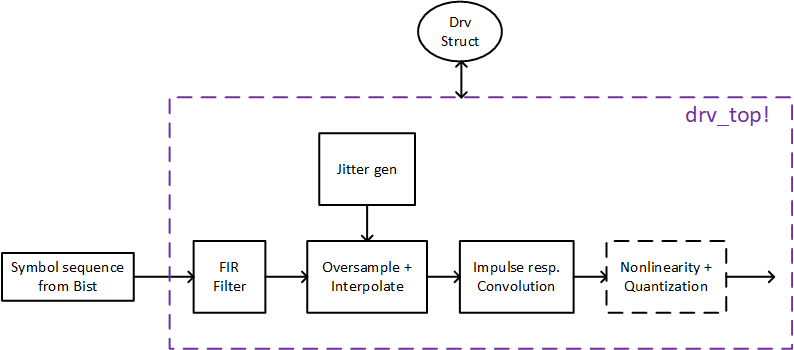 Drv
Struct
drv_top!
Jitter gen
Symbol sequence
from Bist
FIR
Filter
Oversample +
Interpolate
Impulse resp.
Convolution
Nonlinearity +
Quantization